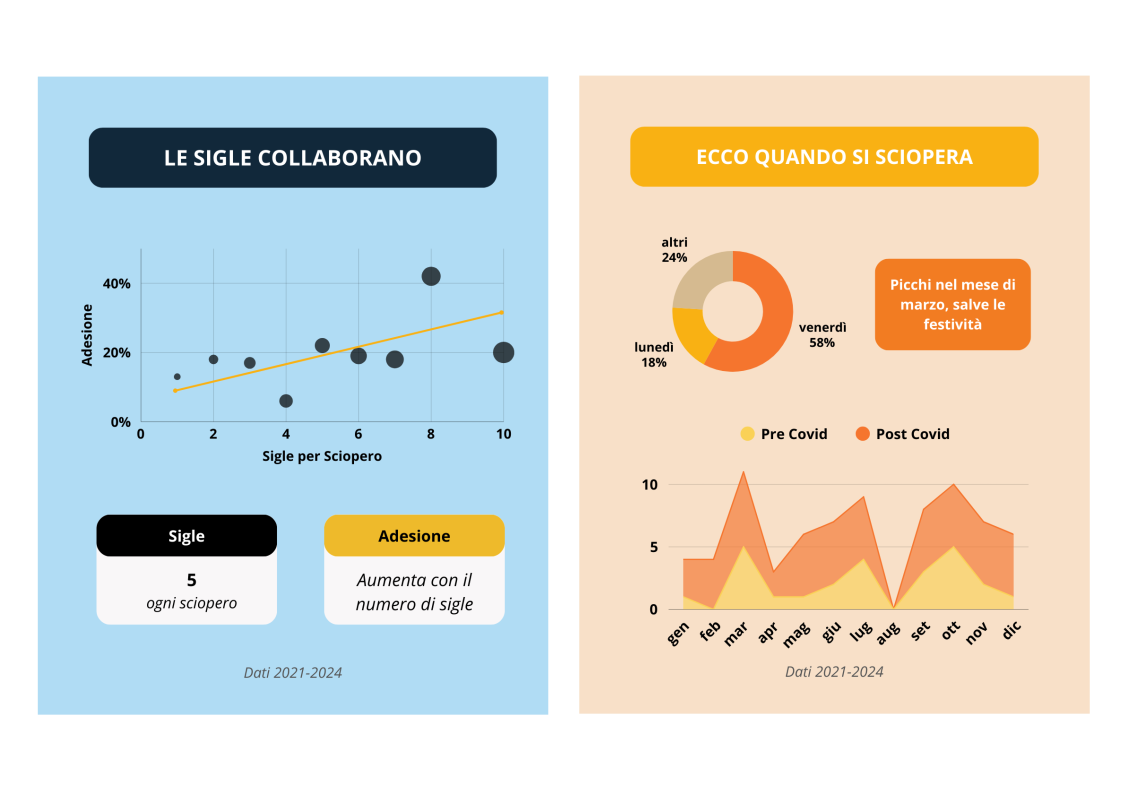 LE SIGLE COLLABORANO
40%
20%
0%
Adesione
0 2 4 6 8 10
Sigle per Sciopero
Sigle
5
ogni sciopero
Adesione
Aumenta con il
numero di sigle
Dati 2021-2024
ECCO QUANDO SI SCIOPERA
altri
24%
venerdì
58%
lunedì
18%
Picchi nel mese di
marzo, salve le
festività
Pre Covid Post Covid
10
5
0
gen feb mar apr mag giu lug aug set ott nov dic
Dati 2021-2024